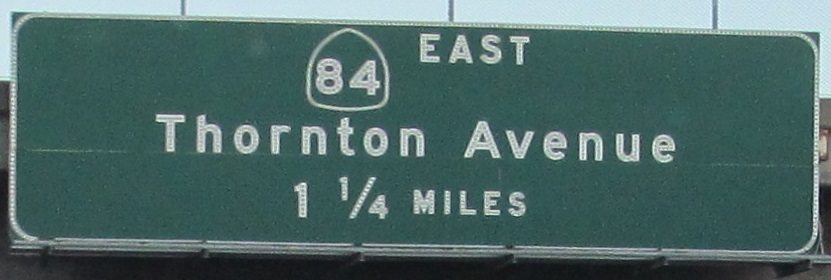 84 EAST
Thornton Avenue
1 1/4 MILES